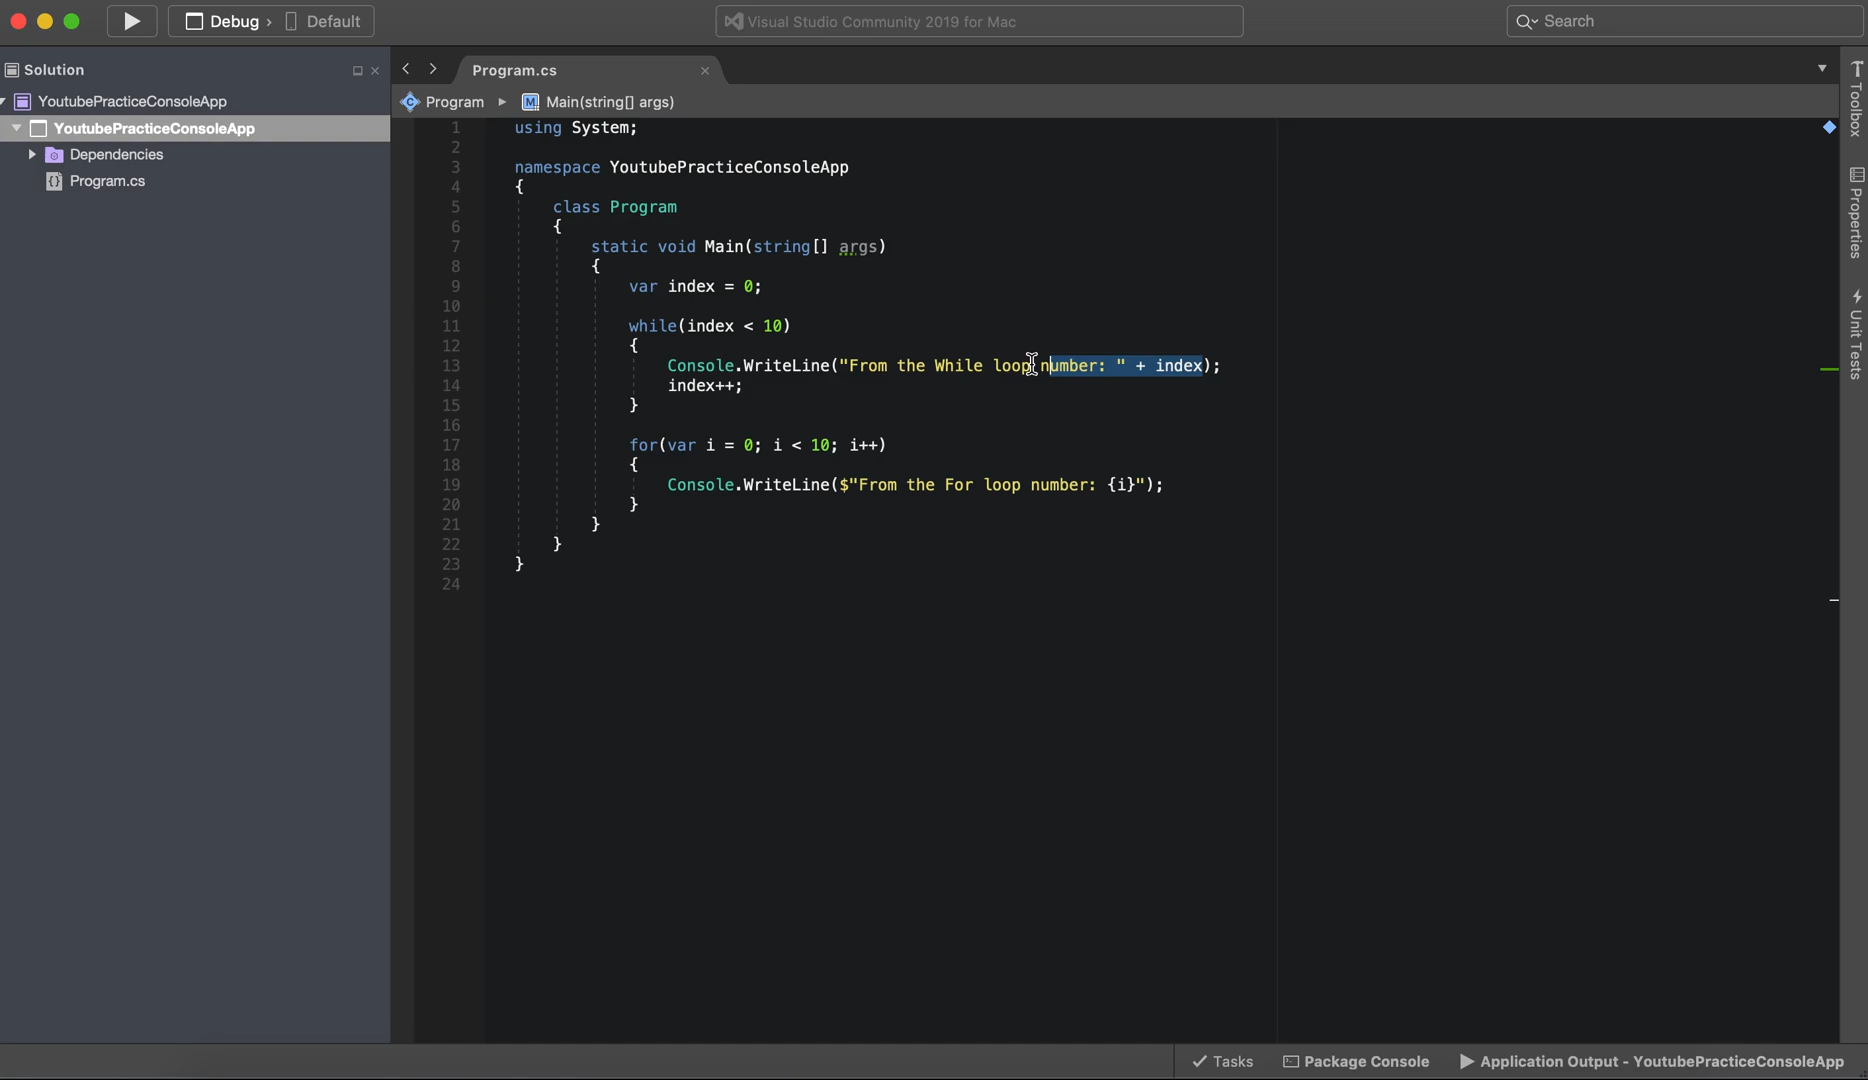 Debug › Default
Visual Studio Community 2019 for Mac
Search
Solution
YoutubePracticeConsoleApp
YoutubePracticeConsoleApp
Dependencies
Program.cs
Program.cs
Program
Main(string[] args)
1 using System;
2
3 namespace YoutubePracticeConsoleApp
4 {
5 class Program
6 {
7 static void Main(string[] args)
8 {
9 var index = 0;
10
11 while(index < 10)
12 {
13 Console.WriteLine("From the While loop number: " + index);
14 index++;
15 }
16
17 for(var i = 0; i < 10; i++)
18 {
19 Console.WriteLine($"From the For loop number: {i}");
20 }
21 }
22 }
23 }
24
Toolbox
Properties
Unit Tests
Tasks
Package Console
Application Output - YoutubePracticeConsoleApp